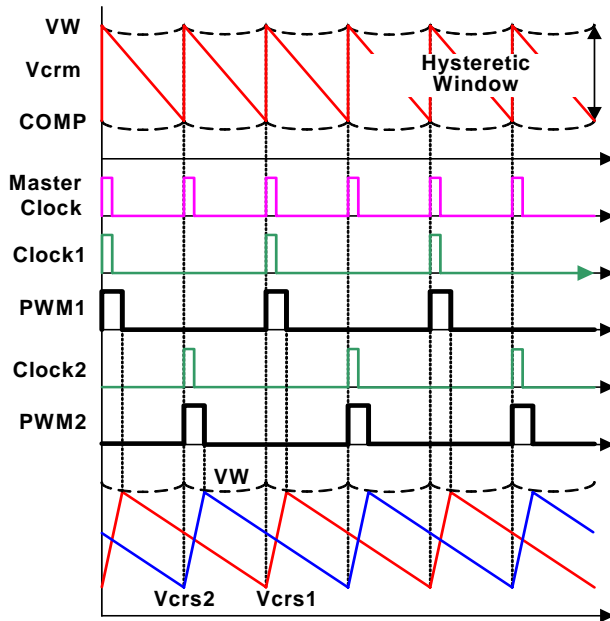 VW
Vcrm
Hysteretic
Window
COMP
Master
Clock
Clock1
PWM1
Clock2
PWM2
VW
Vcrs2
Vcrs1